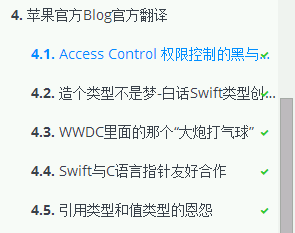 4. 苹果官方Blog官方翻译
4.1. Access Control 权限控制的黑与...
4.2. 造个类型不是梦-白话Swift类型创...
4.3. WWDC里面的那个“大炮打气球”
4.4. Swift与C语言指针友好合作
4.5. 引用类型和值类型的恩怨